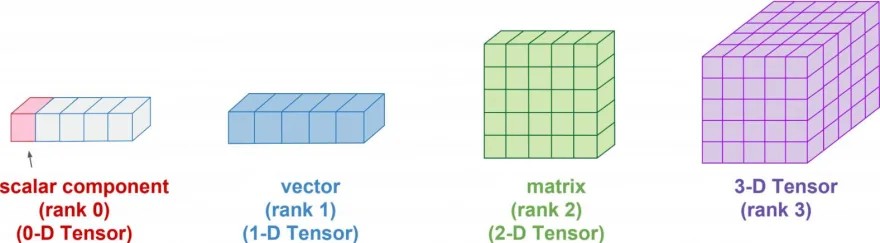 scalar component
(rank 0)
(0-D Tensor)
vector
(rank 1)
(1-D Tensor)
matrix
(rank 2)
(2-D Tensor)
3-D Tensor
(rank 3)